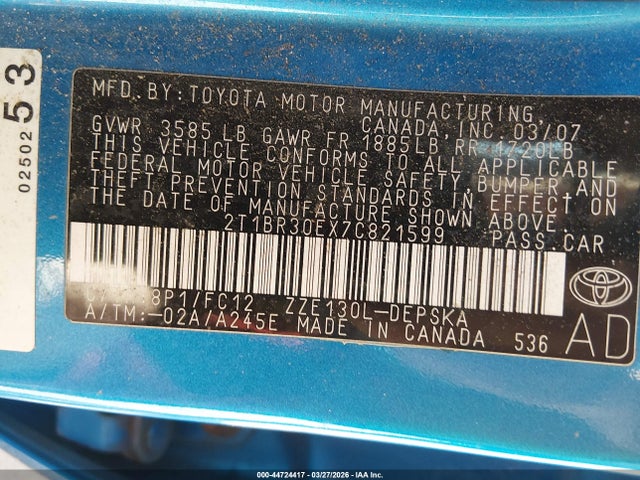 0250253
MFD. BY: TOYOTA MOTOR MANUFACTURING,
CANADA, INC. 03/07
GVWR 3585 LB GAWR FR 1885LB RR 1720LB
THIS VEHICLE CONFORMS TO ALL APPLICABLE
FEDERAL MOTOR VEHICLE SAFETY, BUMPER AND
THEFT PREVENTION STANDARDS IN EFFECT ON
THE DATE OF MANUFACTURE SHOWN ABOVE.
2T1BR30EX7C821599 PASS.CAR
8P1/FC12 ZZE130L-DEPSKA
A/TM:-02A/A245E MADE IN CANADA 536
AD
TOYOTA
000-44724417 | 03/27/2026 | IAA Inc.